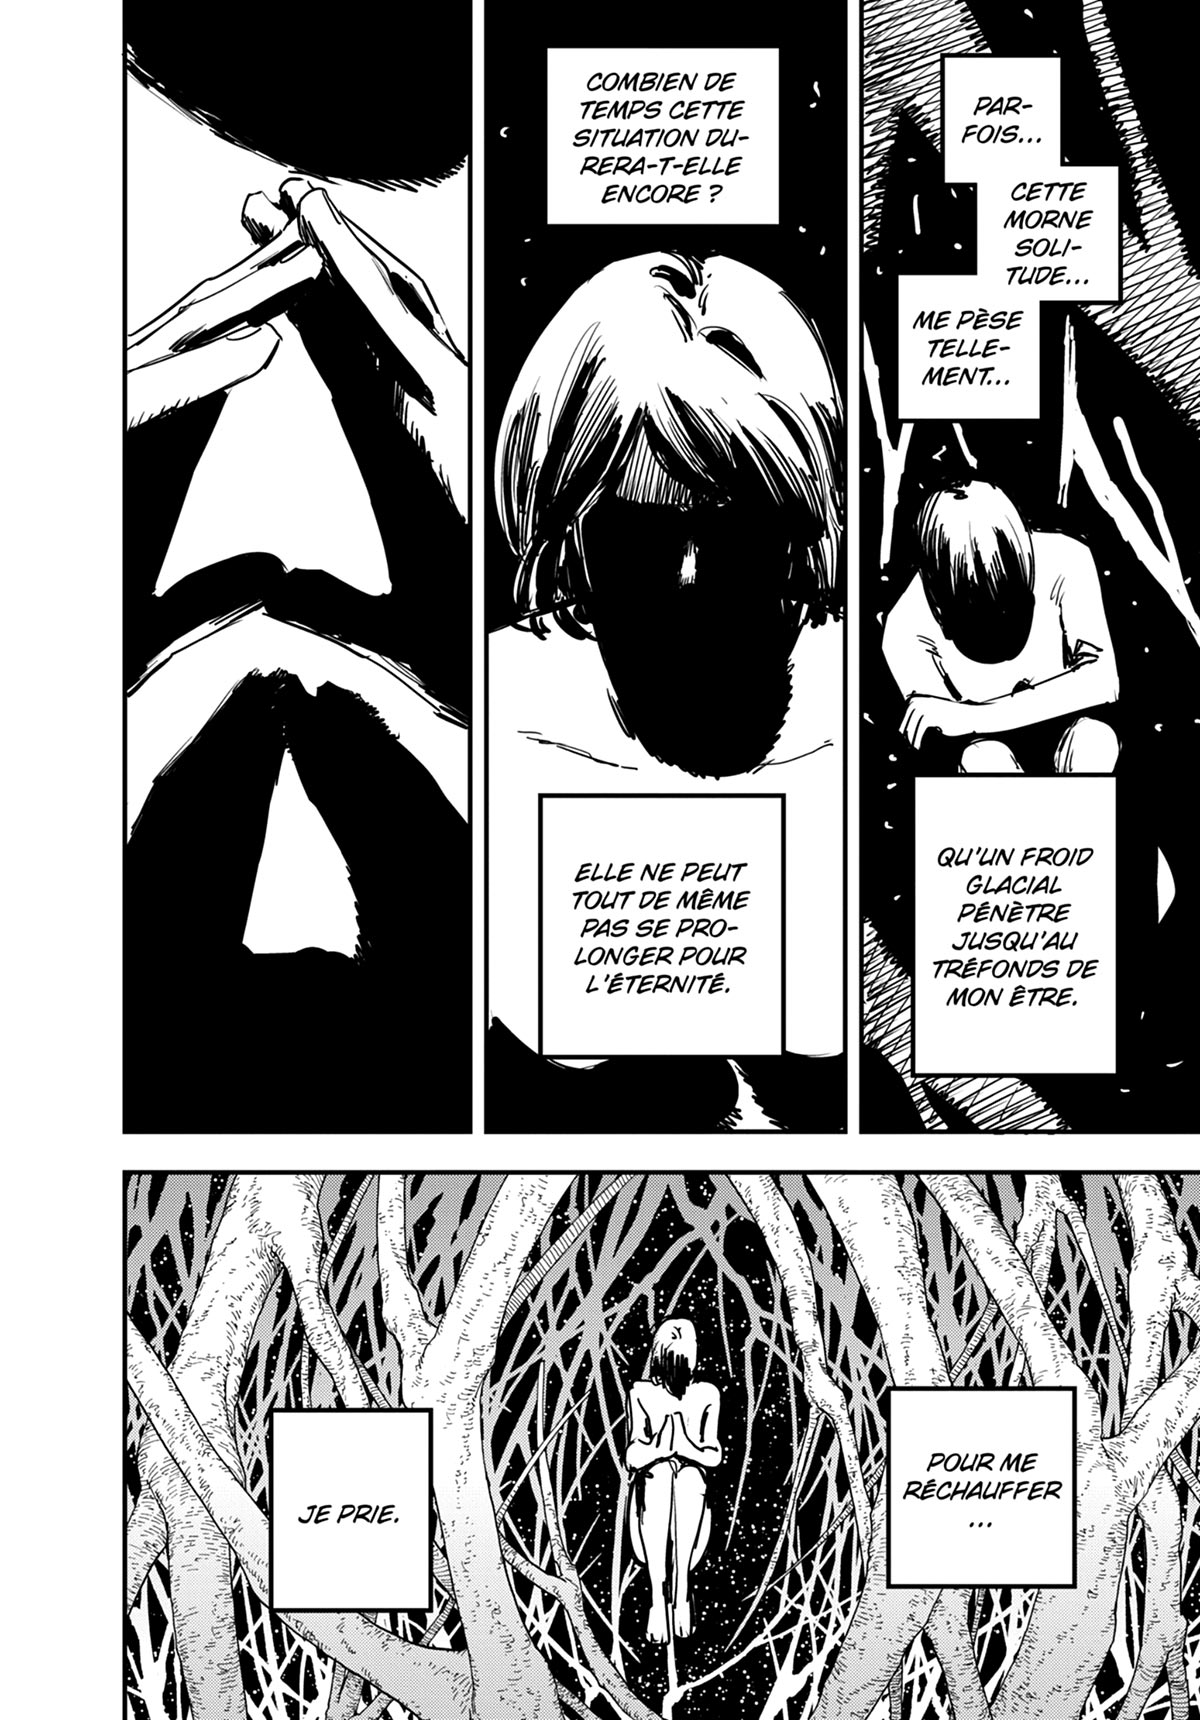 PAR-
FOIS...
CETTE
MORNE
SOLI-
TUDE...
ME PÈSE
TELLE-
MENT...
QU'UN FROID
GLACIAL
PÉNÈTRE
JUSQU'AU
TRÉFONDS DE
MON ÊTRE.
COMBIEN DE
TEMPS CETTE
SITUATION DU-
RERA-T-ELLE
ENCORE ?
ELLE NE PEUT
TOUT DE MÊME
PAS SE PRO-
LONGER POUR
L'ÉTERNITÉ.
POUR ME
RÉCHAUFFER
...
JE PRIE.